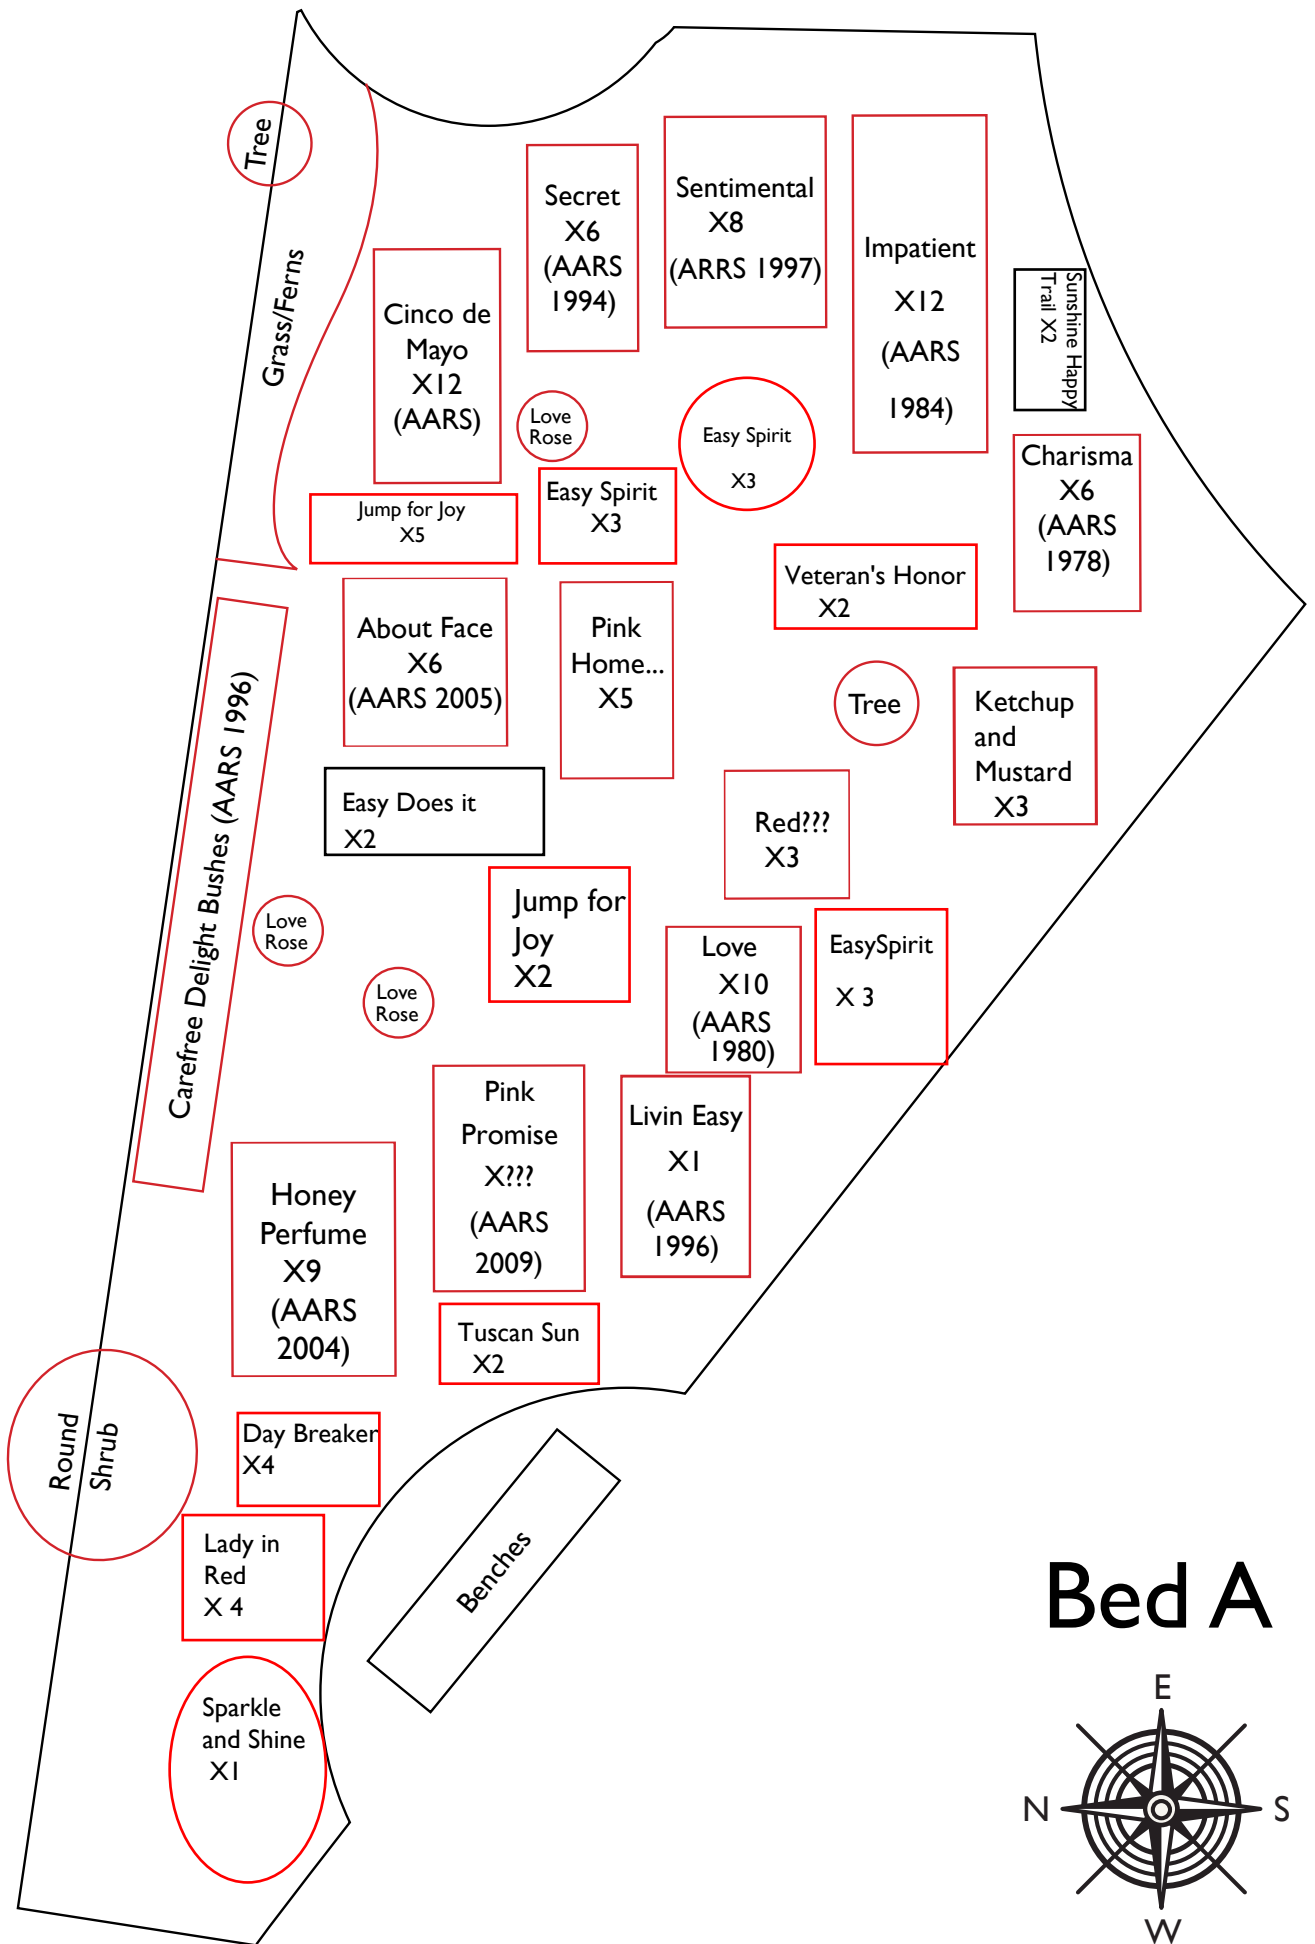 Tree
Grass/Ferns
Secret
X6
(AARS
1994)
Sentimental
X8
(ARRS 1997)
Impatient
X12
(AARS
1984)
Sunshine Happy
Trail X2
Cinco de
Mayo
X12
(AARS)
Love
Rose
Easy Spirit
X3
Charisma
X6
(AARS
1978)
Jump for Joy
X5
Easy Spirit
X3
Veteran's Honor
X2
About Face
X6
(AARS 2005)
Pink
Home...
X5
Tree
Ketchup
and
Mustard
X3
Carefree Delight Bushes (AARS 1996)
Easy Does it
X2
Red???
X3
Jump for
Joy
X2
Love
Rose
Love
X10
(AARS
1980)
EasySpirit
X 3
Love
Rose
Pink
Promise
X???
(AARS
2009)
Livin Easy
X1
(AARS
1996)
Honey
Perfume
X9
(AARS
2004)
Tuscan Sun
X2
Round
Shrub
Day Breaker
X4
Lady in
Red
X 4
Benches
Sparkle
and Shine
X1
Bed A
E
N
S
W